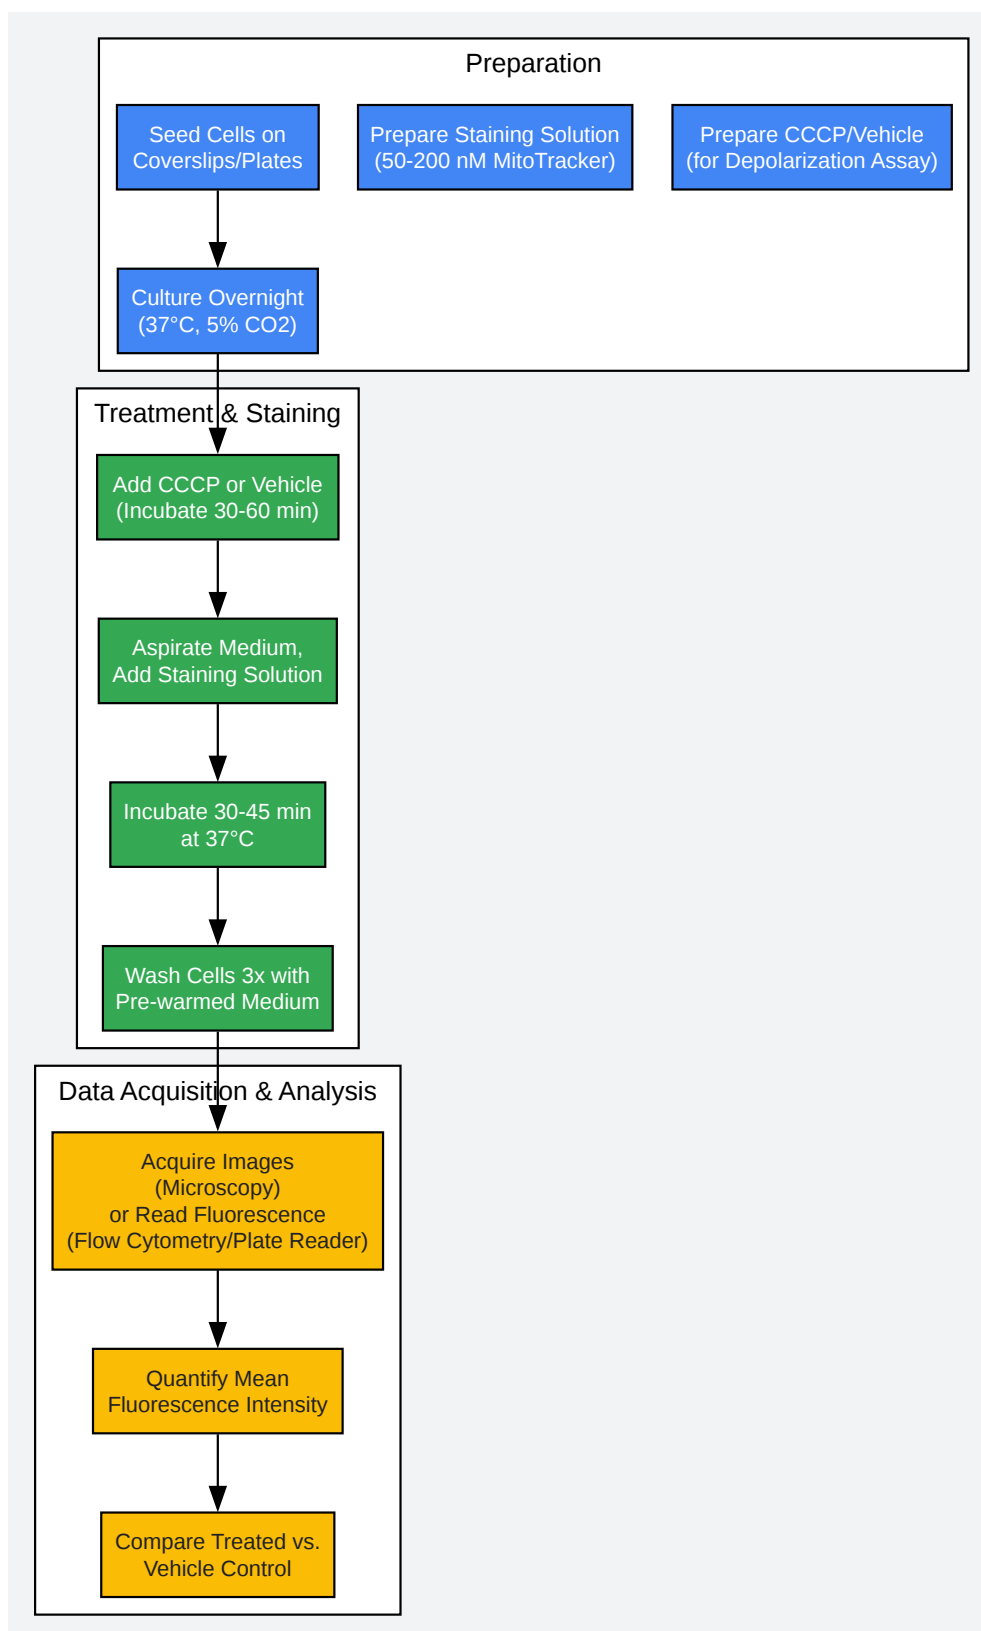 Preparation
Seed Cells on
Coverslips/Plates
Prepare Staining Solution
(50-200 nM MitoTracker)
Prepare CCCP/Vehicle
(for Depolarization Assay)
Culture Overnight
(37°C, 5% CO2)
Treatment & Staining
Add CCCP or Vehicle
(Incubate 30-60 min)
Aspirate Medium,
Add Staining Solution
Incubate 30-45 min
at 37°C
Wash Cells 3x with
Pre-warmed Medium
Data Acquisition & Analysis
Acquire Images
(Microscopy)
or Read Fluorescence
(Flow Cytometry/Plate Reader)
Quantify Mean
Fluorescence Intensity
Compare Treated vs.
Vehicle Control